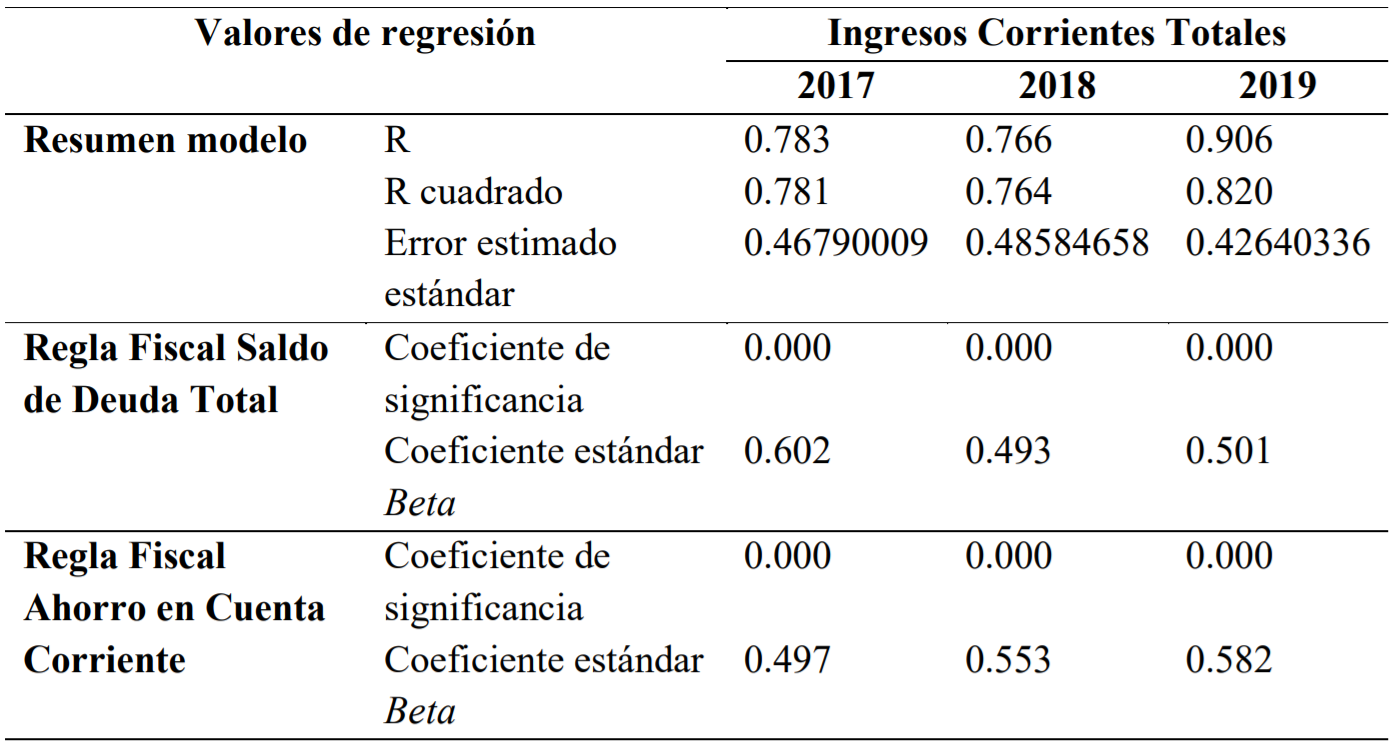 Valores de regresión Ingresos Corrientes Totales
2017 2018 2019
Resumen modelo R 0.783 0.766 0.906
R cuadrado 0.781 0.764 0.820
Error estimado 0.46790009 0.48584658 0.42640336
estándar
Regla Fiscal Saldo Coeficiente de 0.000 0.000 0.000
de Deuda Total significancia
Coeficiente estándar 0.602 0.493 0.501
Beta
Regla Fiscal Coeficiente de 0.000 0.000 0.000
Ahorro en Cuenta significancia
Corriente Coeficiente estándar 0.497 0.553 0.582
Beta